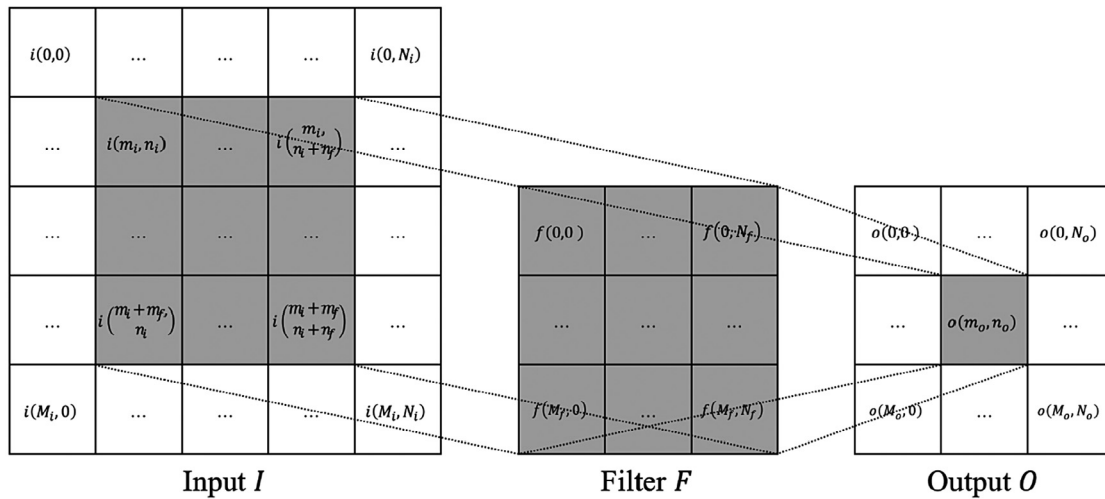 i(0,0) … … … i(0,N_i)
… i(m_i,n_i) … i(m_i, n_i+n_f) …
… … … … …
… i(m_i+m_f, n_i) … i(m_i+m_f n_i+n_f) …
i(M_i,0) … … … i(M_i,N_i)
Input I
f(0,0) … f(0,N_f)
… … …
f(M_f,0) … f(M_f,N_f)
Filter F
o(0,0) … o(0,N_o)
… o(m_o,n_o) …
o(M_o,0) … o(M_o,N_o)
Output O